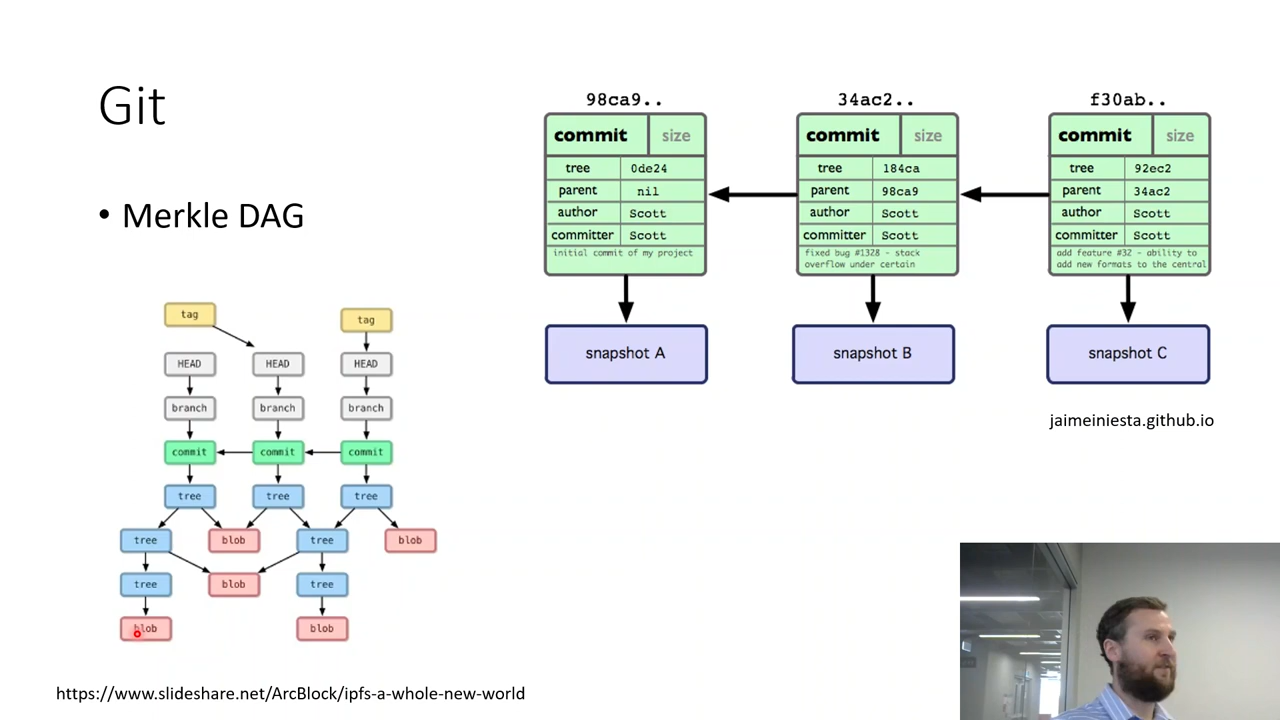 Git
• Merkle DAG
98ca9..
commit size
tree 0de24
parent nil
author Scott
committer Scott
initial commit of my project
34ac2..
commit size
tree 184ca
parent 98ca9
author Scott
committer Scott
fixed bug #1328 - stack
overflow under certain
f30ab..
commit size
tree 92ec2
parent 34ac2
author Scott
committer Scott
add feature #32 - ability to
add new formats to the central
snapshot A
snapshot B
snapshot C
jaimeiniesta.github.io
tag tag
HEAD HEAD HEAD
branch branch branch
commit commit commit
tree tree tree
tree blob tree blob
tree blob tree
blob blob
https://www.slideshare.net/ArcBlock/ipfs-a-whole-new-world